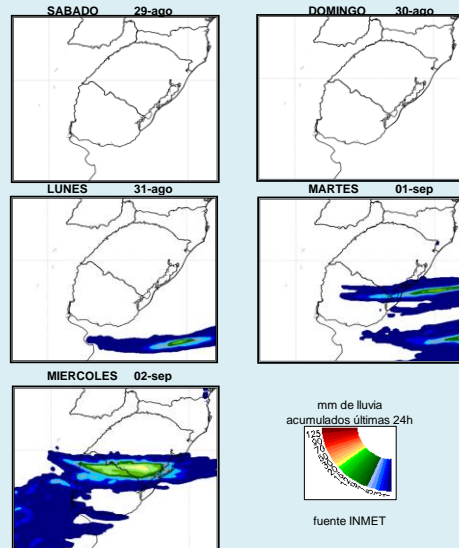 SABADO 29-ago
DOMINGO 30-ago
LUNES 31-ago
MARTES 01-sep
MIERCOLES 02-sep
mm de lluvia
acumulados últimas 24h
fuente INMET